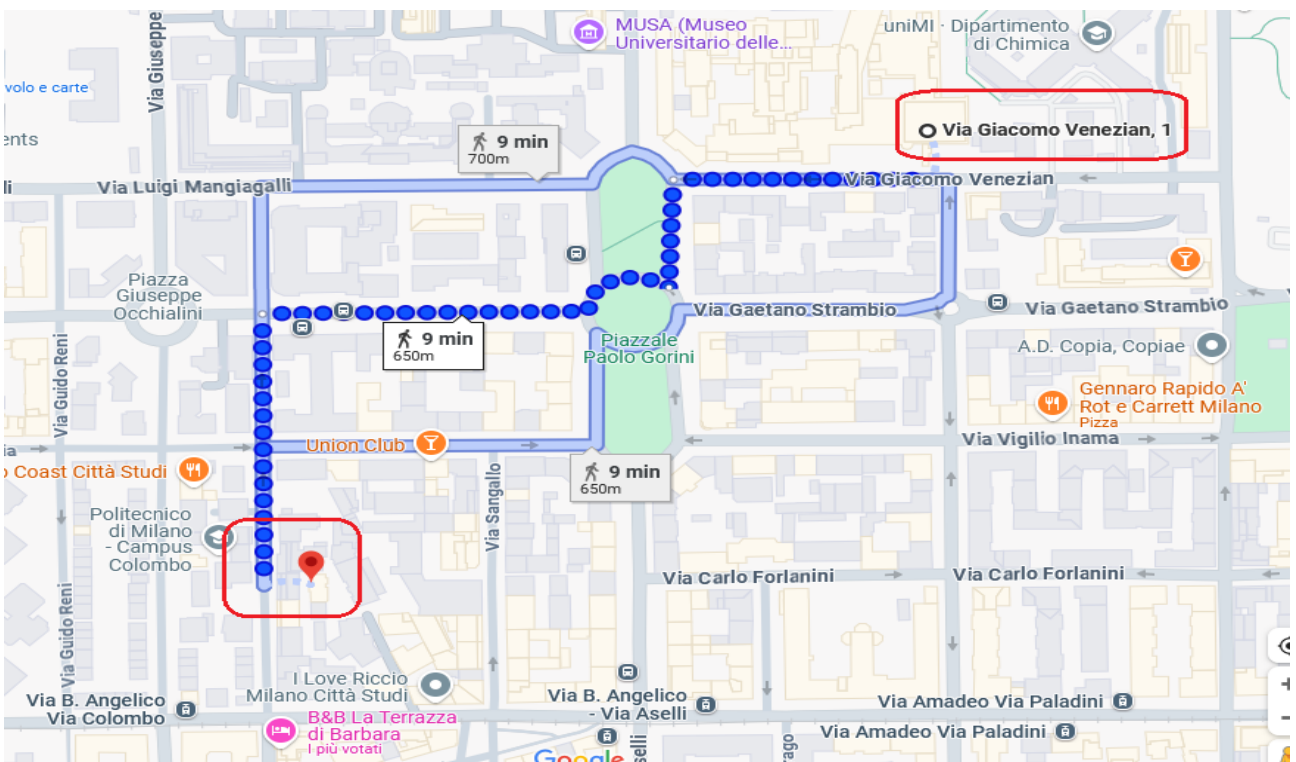 MUSA (Museo
Universitario delle...
uniMI · Dipartimento
di Chimica
Via Giuseppe
volo e carte
ents
9 min
700m
Via Giacomo Venezian, 1
li
Via Luigi Mangiagalli
Via Giacomo Venezian
Piazza
Giuseppe
Occhialini
Via Gaetano Strambio
Via Gaetano Strambio
9 min
650m
Piazzale
Paolo Gorini
A.D. Copia, Copiae
Via Guido Reni
Gennaro Rapido A'
Rot e Carrett Milano
Pizza
ia
Union Club
Via Vigilio Inama
o Coast Città Studi
9 min
650m
Via Sangallo
Politecnico
di Milano
- Campus
Colombo
Via Carlo Forlanini
Via Carlo Forlanini
Via Guido Reni
I Love Riccio
Milano Città Studi
Via B. Angelico
Via Colombo
Via B. Angelico
- Via Aselli
Via Amadeo Via Paladini
B&B La Terrazza
di Barbara
I più votati
Via Amadeo Via Paladini
Google
selli
rago